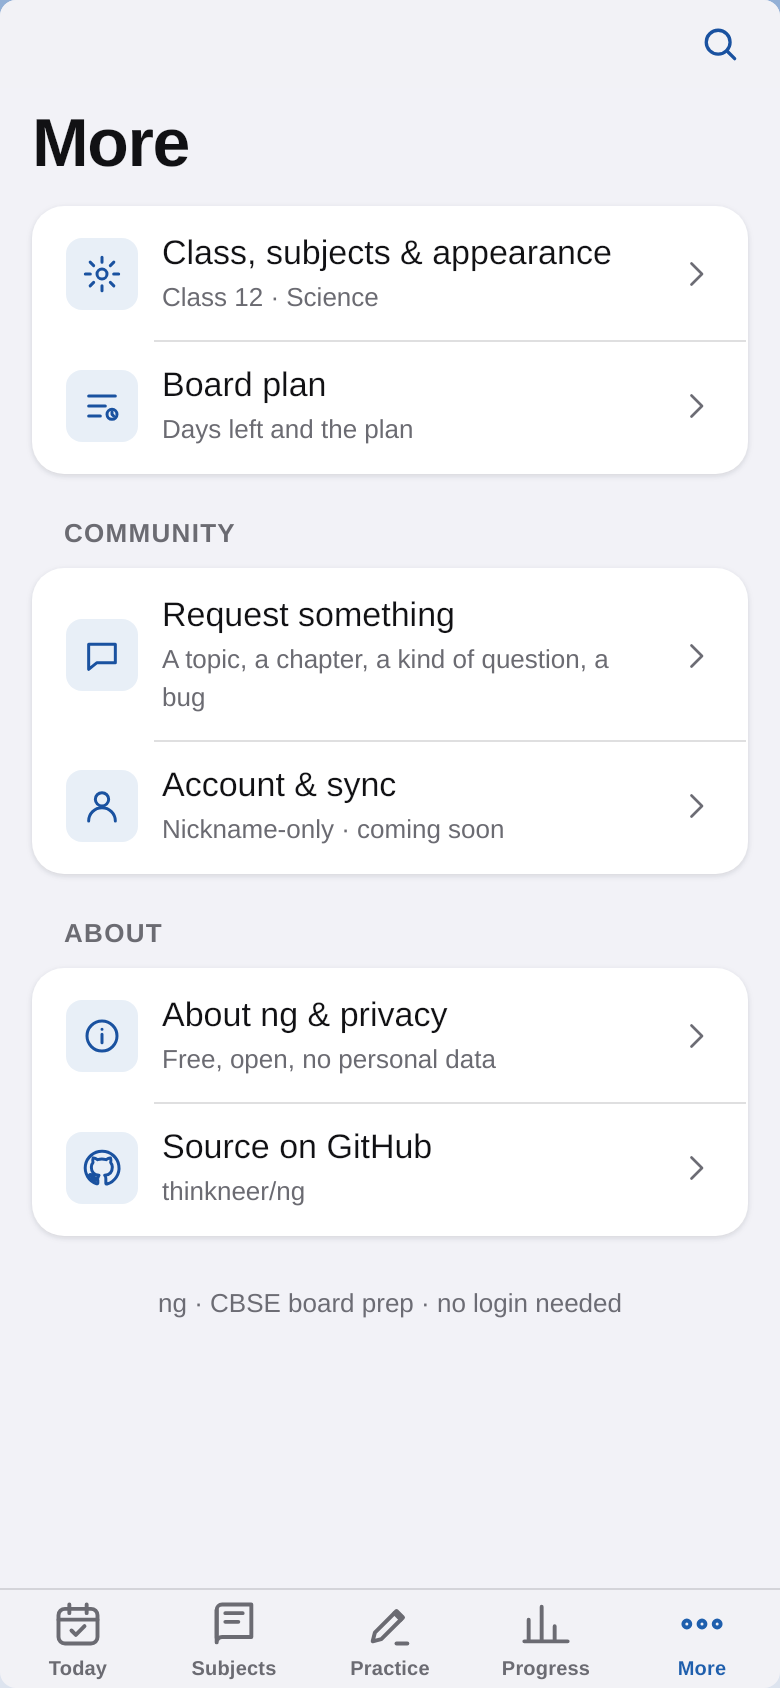 More
Class, subjects & appearance
Class 12 · Science
Board plan
Days left and the plan
COMMUNITY
Request something
A topic, a chapter, a kind of question, a
bug
Account & sync
Nickname-only · coming soon
ABOUT
About ng & privacy
Free, open, no personal data
Source on GitHub
thinkneer/ng
ng · CBSE board prep · no login needed
Today Subjects Practice Progress More